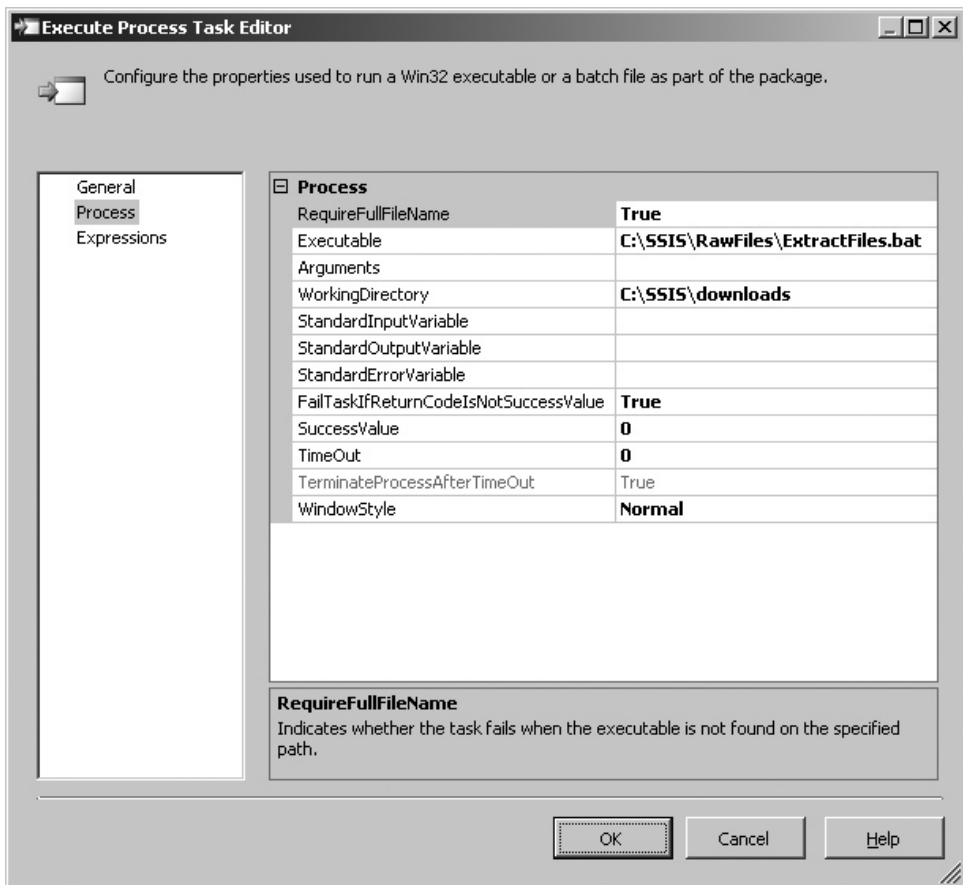 Execute Process Task Editor
Configure the properties used to run a Win32 executable or a batch file as part of the package.
General
Process
Expressions
Process
RequireFullFileName True
Executable C:\SSIS\RawFiles\ExtractFiles.bat
Arguments
WorkingDirectory C:\SSIS\downloads
StandardInputVariable
StandardOutputVariable
StandardErrorVariable
FailTaskIfReturnCodeIsNotSuccessValue True
SuccessValue 0
TimeOut 0
TerminateProcessAfterTimeOut True
WindowStyle Normal
RequireFullFileName
Indicates whether the task fails when the executable is not found on the specified
path.
OK Cancel Help